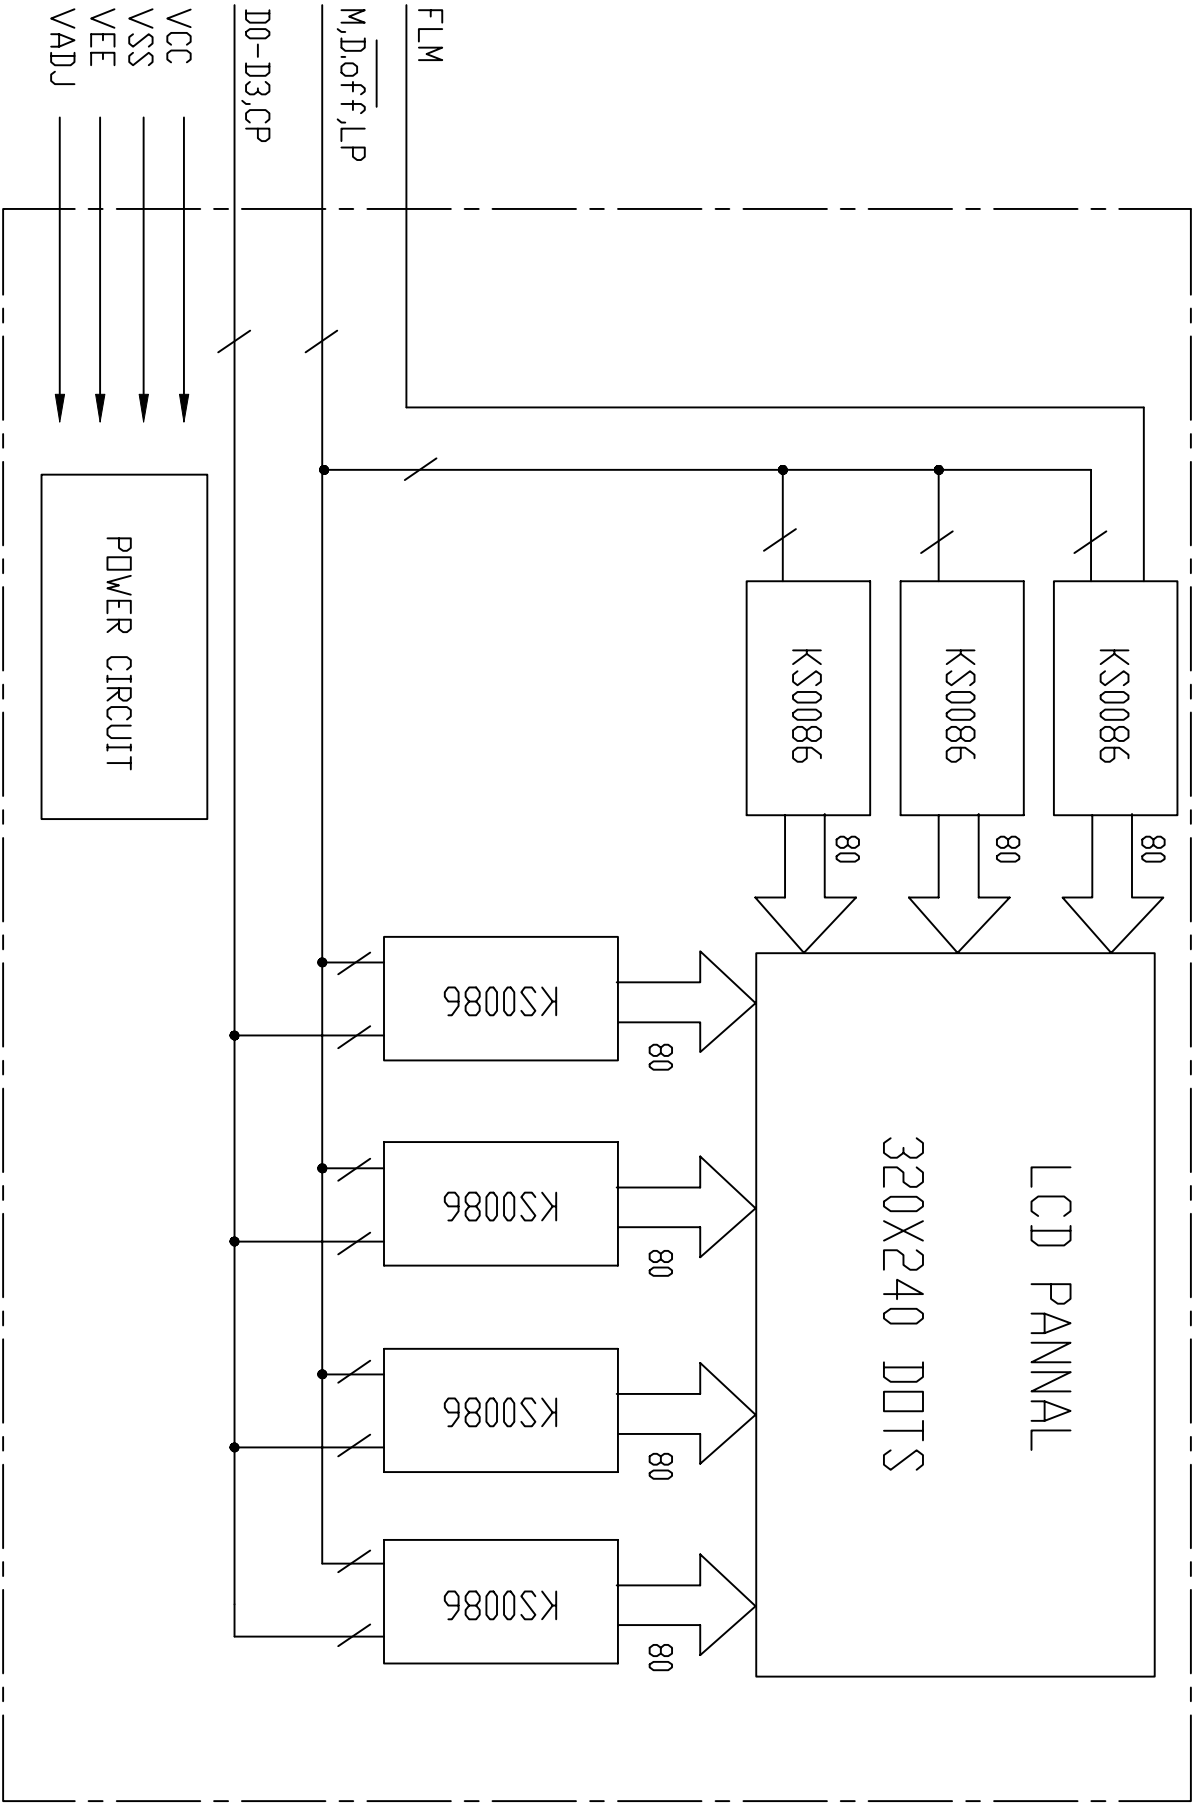 FLM
M,D.off,LP
D0-D3,CP
VCC
VSS
VEE
VADJ
KS0086
80
KS0086
80
KS0086
80
LCD PANNAL
320X240 DOTS
80
80
80
80
KS0086
KS0086
KS0086
KS0086
POWER CIRCUIT